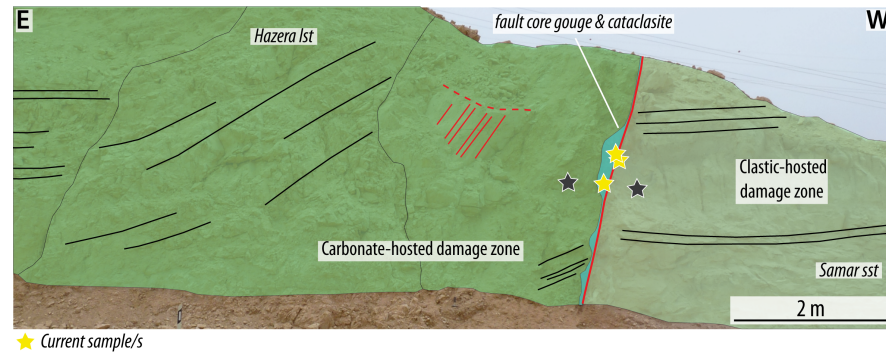 E
fault core gouge & cataclasite
W
Hazera lst
Clastic-hosted
damage zone
Carbonate-hosted damage zone
Samar sst
2 m
Current sample/s